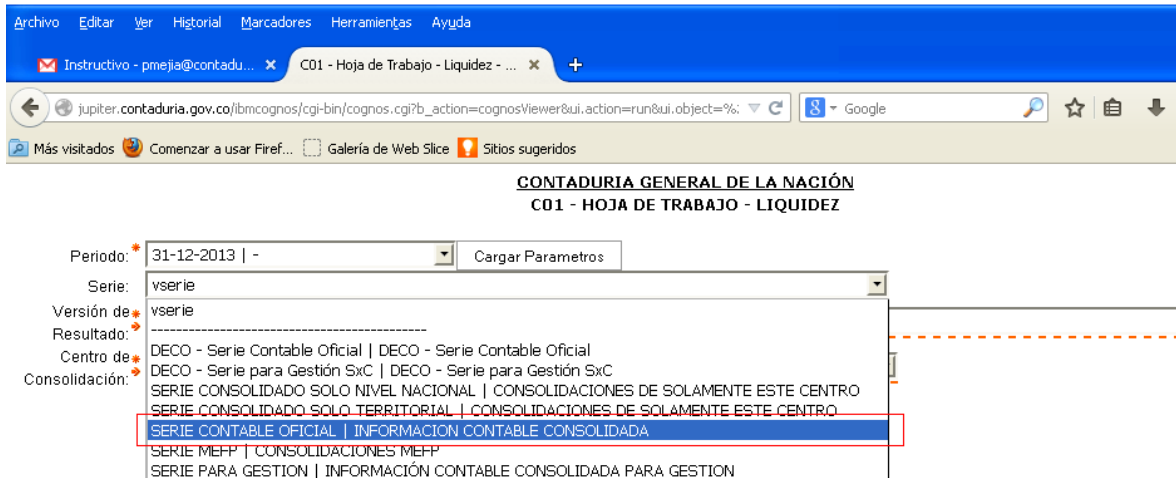 Archivo Editar Ver Historial Marcadores Herramientas Ayuda
Instructivo - pmejia@contadu... × C01 - Hoja de Trabajo - Liquidez - ... × +
jupiter.contaduria.gov.co/ibmcognos/cgi-bin/cognos.cgi?b_action=cognosViewer&ui.action=run&ui.object=%: 8 Google
Más visitados Comenzar a usar Firef... Galería de Web Slice Sitios sugeridos
CONTADURIA GENERAL DE LA NACIÓN
C01 - HOJA DE TRABAJO - LIQUIDEZ
Periodo: * 31-12-2013 | - Cargar Parametros
Serie: vserie
Versión de * vserie
Resultado: --------------------------------------------
Centro de * DECO - Serie Contable Oficial | DECO - Serie Contable Oficial
Consolidación: DECO - Serie para Gestión SxC | DECO - Serie para Gestión SxC
SERIE CONSOLIDADO SOLO NIVEL NACIONAL | CONSOLIDACIONES DE SOLAMENTE ESTE CENTRO
SERIE CONSOLIDADO SOLO TERRITORIAL | CONSOLIDACIONES DE SOLAMENTE ESTE CENTRO
SERIE CONTABLE OFICIAL | INFORMACION CONTABLE CONSOLIDADA
SERIE MEFP | CONSOLIDACIONES MEFP
SERIE PARA GESTION | INFORMACIÓN CONTABLE CONSOLIDADA PARA GESTION